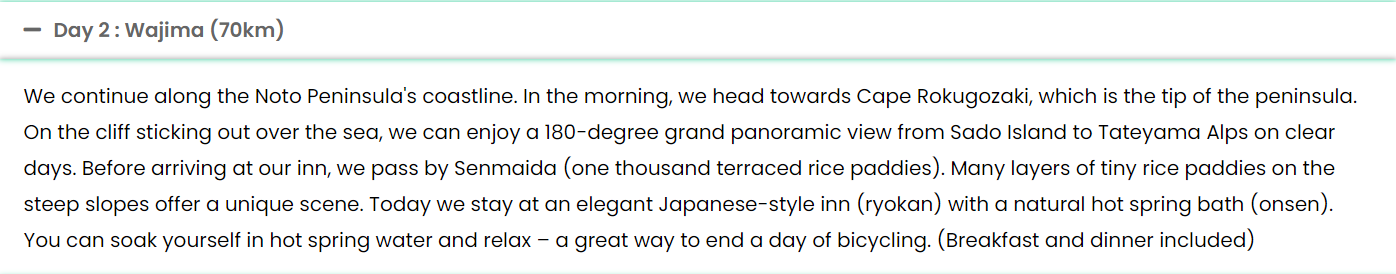 — Day 2 : Wajima (70km)
We continue along the Noto Peninsula's coastline. In the morning, we head towards Cape Rokugozaki, which is the tip of the peninsula.
On the cliff sticking out over the sea, we can enjoy a 180-degree grand panoramic view from Sado Island to Tateyama Alps on clear
days. Before arriving at our inn, we pass by Senmaida (one thousand terraced rice paddies). Many layers of tiny rice paddies on the
steep slopes offer a unique scene. Today we stay at an elegant Japanese-style inn (ryokan) with a natural hot spring bath (onsen).
You can soak yourself in hot spring water and relax – a great way to end a day of bicycling. (Breakfast and dinner included)